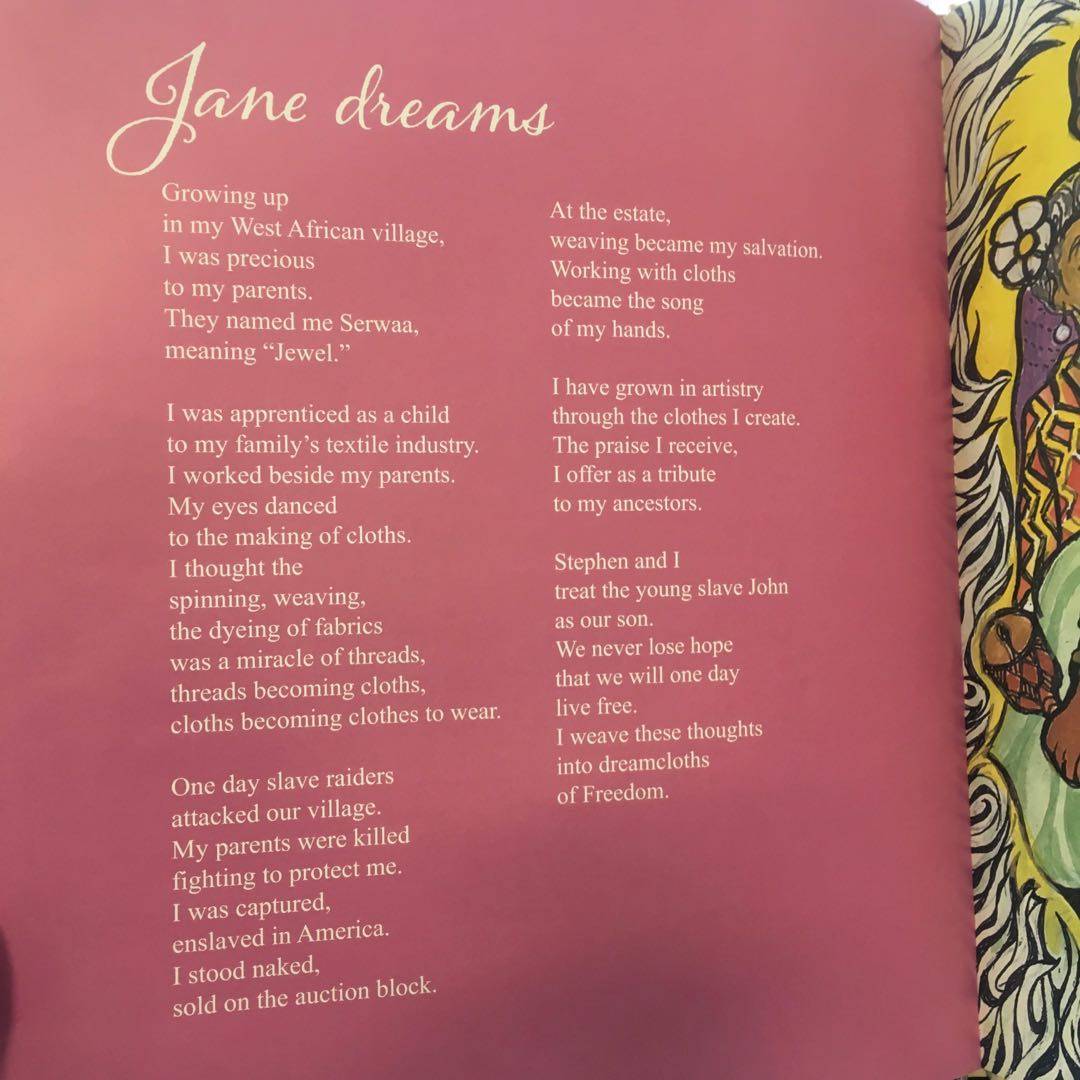 Jane dreams
Growing up
in my West African village,
I was precious
to my parents.
They named me Serwaa,
meaning “Jewel.”
I was apprenticed as a child
to my family’s textile industry.
I worked beside my parents.
My eyes danced
to the making of cloths.
I thought the
spinning, weaving,
the dyeing of fabrics
was a miracle of threads,
threads becoming cloths,
cloths becoming clothes to wear.
One day slave raiders
attacked our village.
My parents were killed
fighting to protect me.
I was captured,
enslaved in America.
I stood naked,
sold on the auction block.
At the estate,
weaving became my salvation.
Working with cloths
became the song
of my hands.
I have grown in artistry
through the clothes I create.
The praise I receive,
I offer as a tribute
to my ancestors.
Stephen and I
treat the young slave John
as our son.
We never lose hope
that we will one day
live free.
I weave these thoughts
into dreamcloths
of Freedom.